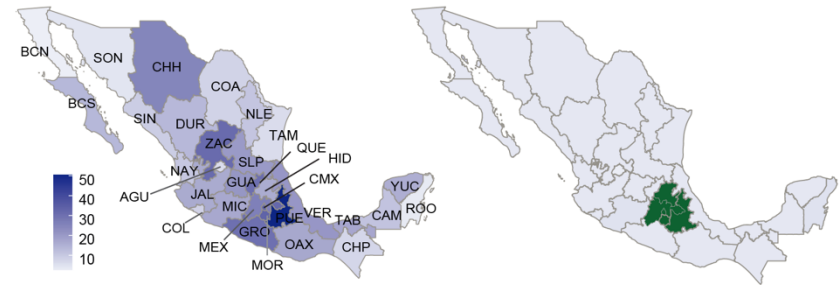 BCN
SON
CHH
COA
BCS
SIN
DUR
NLE
TAM
ZAC
QUE
SLP
HID
NAY
AGU
GUA
CMX
JAL
MIC
YUC
COL
PUE
VER
TAB
CAM
ROO
MEX
GRO
OAX
CHP
MOR
50
40
30
20
10